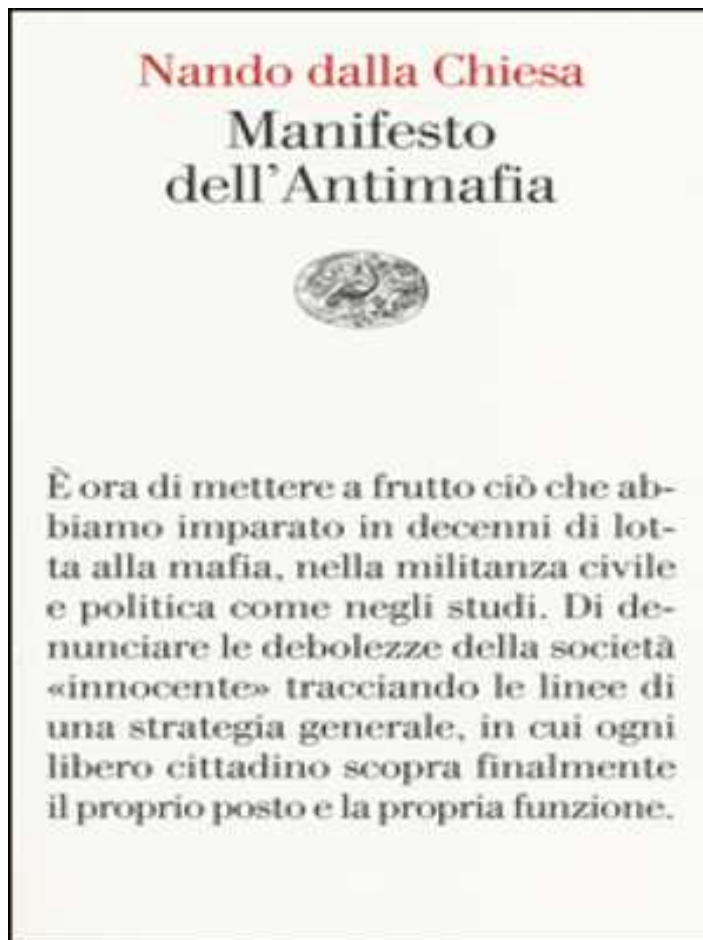 Nando dalla Chiesa
Manifesto
dell’Antimafia
È ora di mettere a frutto ciò che ab-
biamo imparato in decenni di lot-
ta alla mafia, nella militanza civile
e politica come negli studi. Di de-
nunciare le debolezze della società
«innocente» tracciando le linee di
una strategia generale, in cui ogni
libero cittadino scopra finalmente
il proprio posto e la propria funzione.